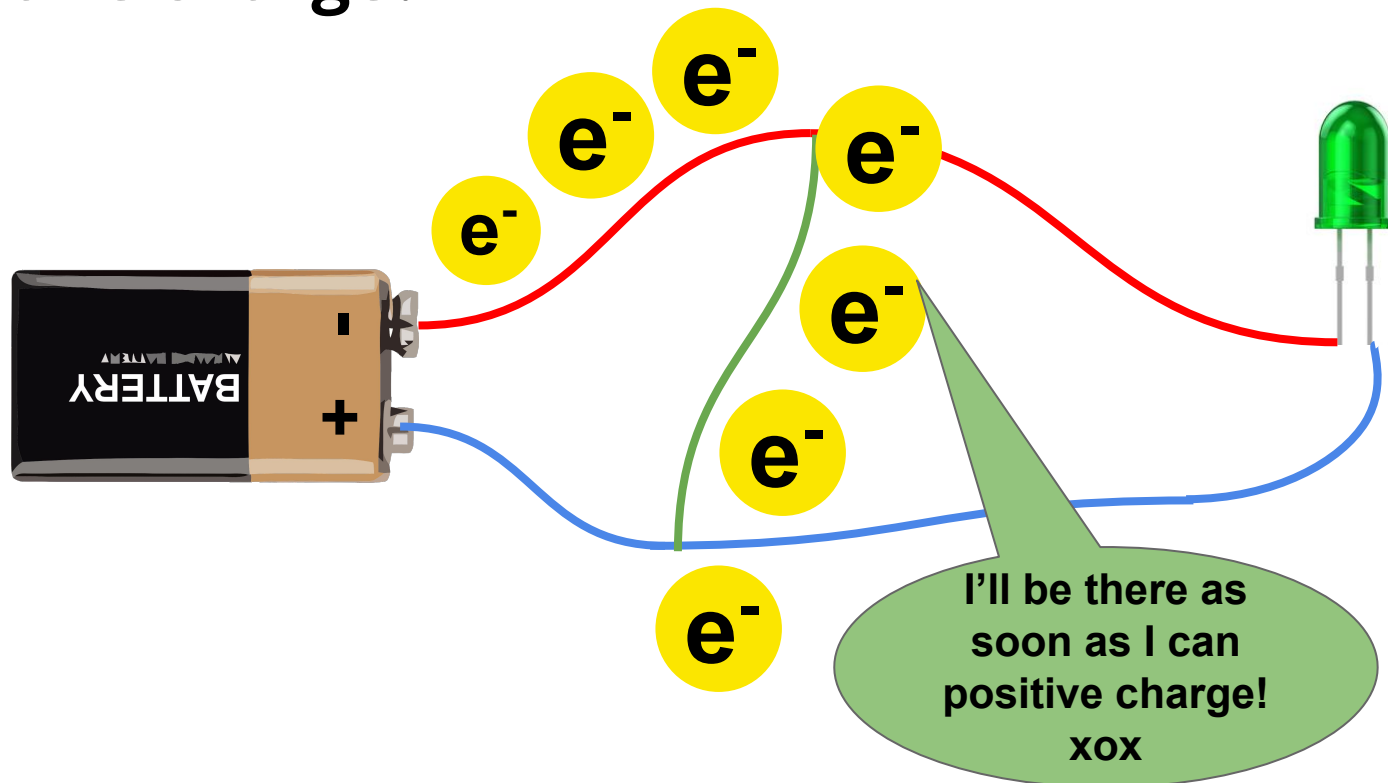 e-
e-
e-
e-
e-
e-
e-
-
+
BATTERY
I'll be there as
soon as I can
positive charge!
xox